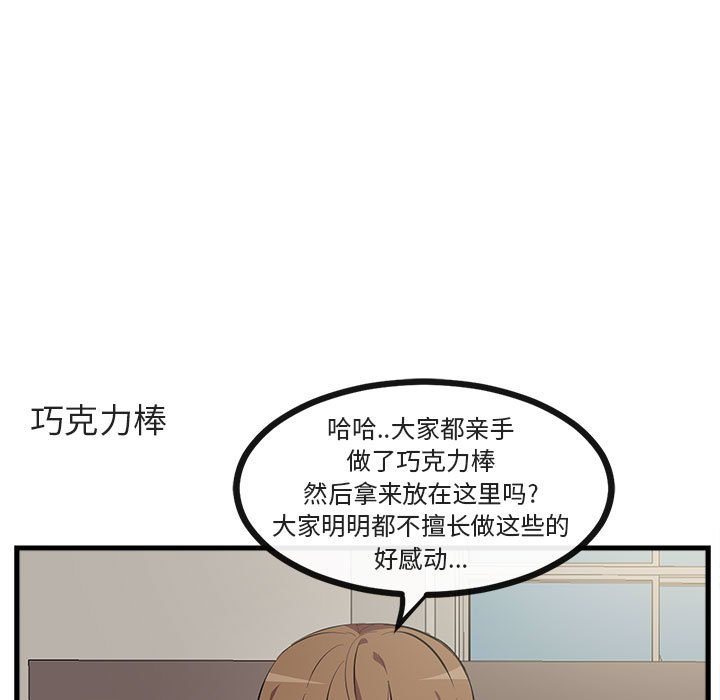 巧克力棒
哈哈..大家都亲手
做了巧克力棒
然后拿来放在这里吗?
大家明明都不擅长做这些的
好感动...